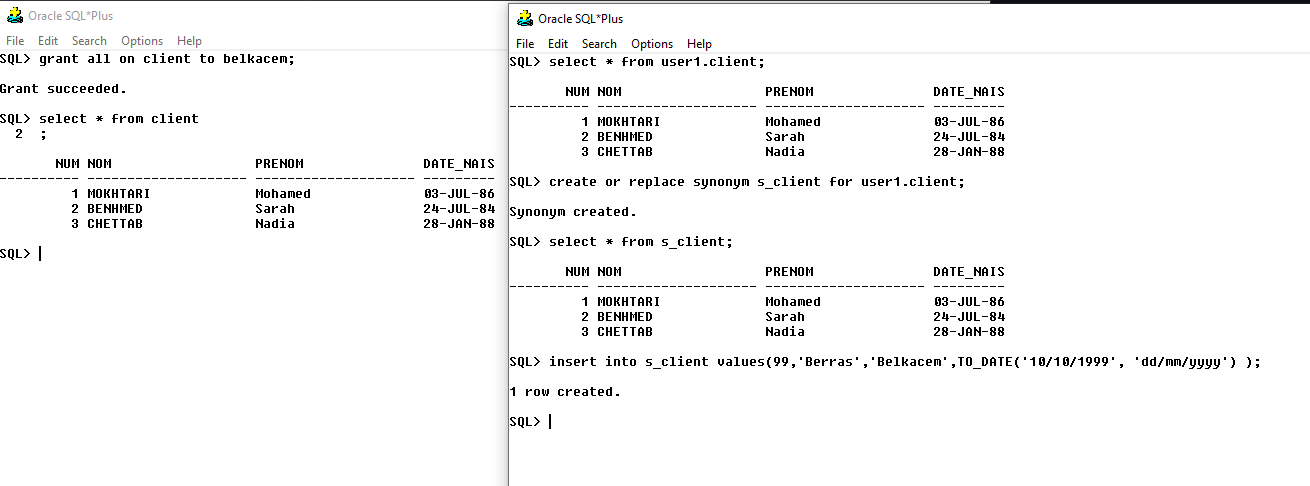 Oracle SQL*Plus
File Edit Search Options Help
SQL> grant all on client to belkacem;
Grant succeeded.
SQL> select * from client
2 ;
NUM NOM PRENOM DATE_NAIS
---------- -------------------- -------------------- ---------
1 MOKHTARI Mohamed 03-JUL-86
2 BENHMED Sarah 24-JUL-84
3 CHETTAB Nadia 28-JAN-88
SQL>
Oracle SQL*Plus
File Edit Search Options Help
SQL> select * from user1.client;
NUM NOM PRENOM DATE_NAIS
---------- -------------------- -------------------- ---------
1 MOKHTARI Mohamed 03-JUL-86
2 BENHMED Sarah 24-JUL-84
3 CHETTAB Nadia 28-JAN-88
SQL> create or replace synonym s_client for user1.client;
Synonym created.
SQL> select * from s_client;
NUM NOM PRENOM DATE_NAIS
---------- -------------------- -------------------- ---------
1 MOKHTARI Mohamed 03-JUL-86
2 BENHMED Sarah 24-JUL-84
3 CHETTAB Nadia 28-JAN-88
SQL> insert into s_client values(99,'Berras','Belkacem',TO_DATE('10/10/1999', 'dd/mm/yyyy') );
1 row created.
SQL>